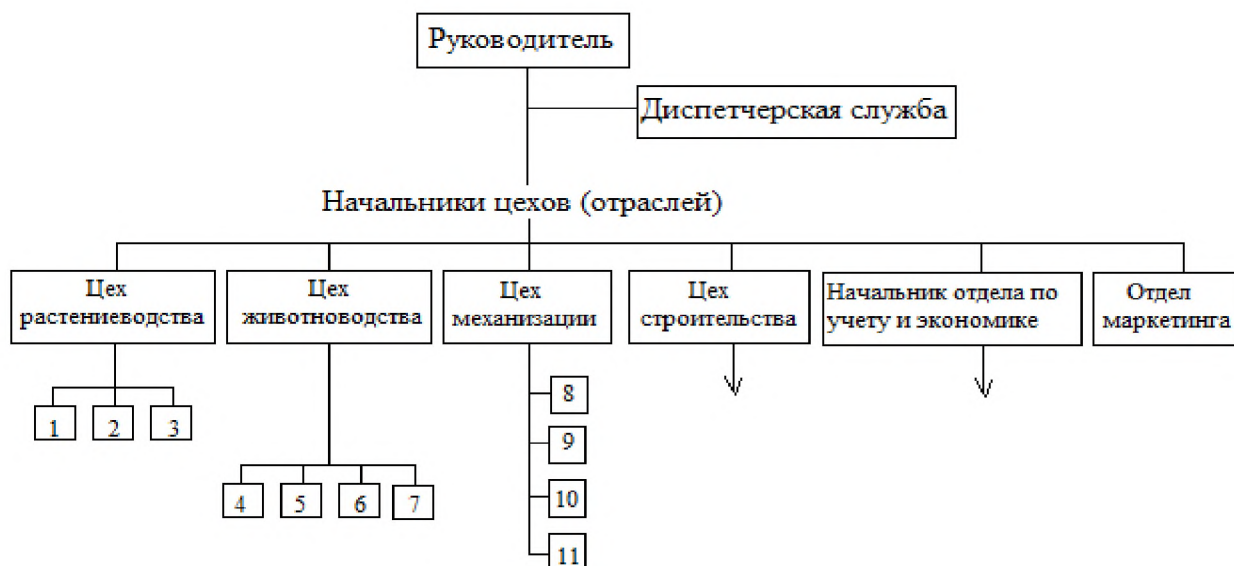 Руководитель
Диспетчерская служба
Начальники цехов (отраслей)
Цех
растениеводства
Цех
животноводства
Цех
механизации
Цех
строительства
Начальник отдела по
учету и экономике
Отдел
маркетинга
1
2
3
4
5
6
7
8
9
10
11